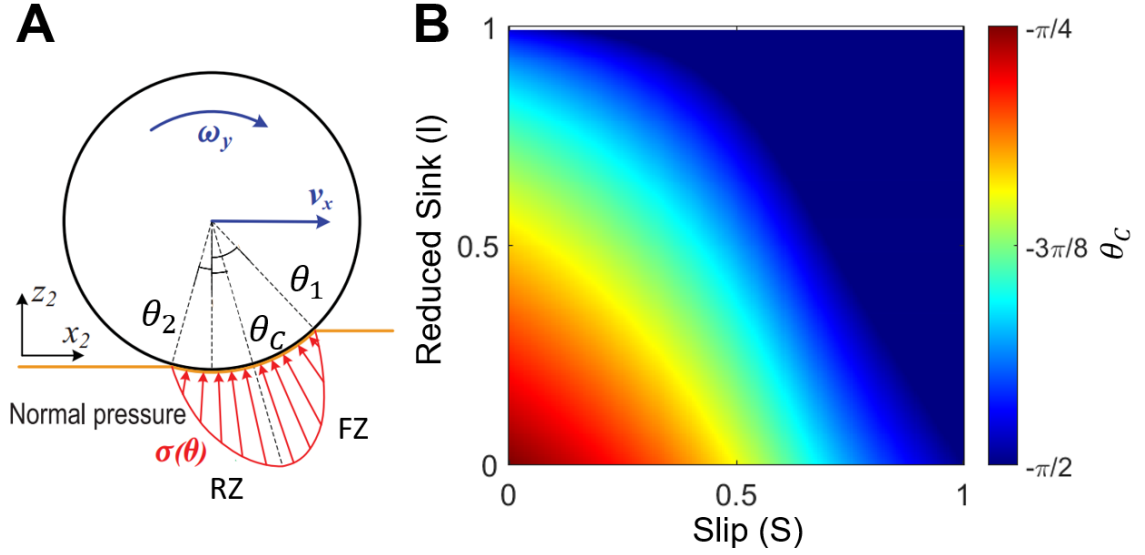 A
ω_y
v_x
θ_1
θ_2
θ_C
z_2
x_2
Normal pressure
σ(θ)
FZ
RZ
B
Reduced Sink (I)
1
0.5
0
0
0.5
1
Slip (S)
-π/4
-3π/8
-π/2
θ_C